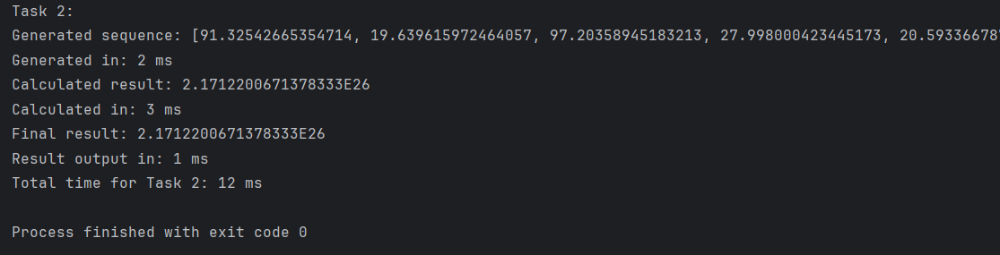 Task 2:
Generated sequence: [91.32542665354714, 19.639615972464057, 97.20358945183213, 27.998000423445173, 20.593366787
Generated in: 2 ms
Calculated result: 2.1712200671378333E26
Calculated in: 3 ms
Final result: 2.1712200671378333E26
Result output in: 1 ms
Total time for Task 2: 12 ms
Process finished with exit code 0